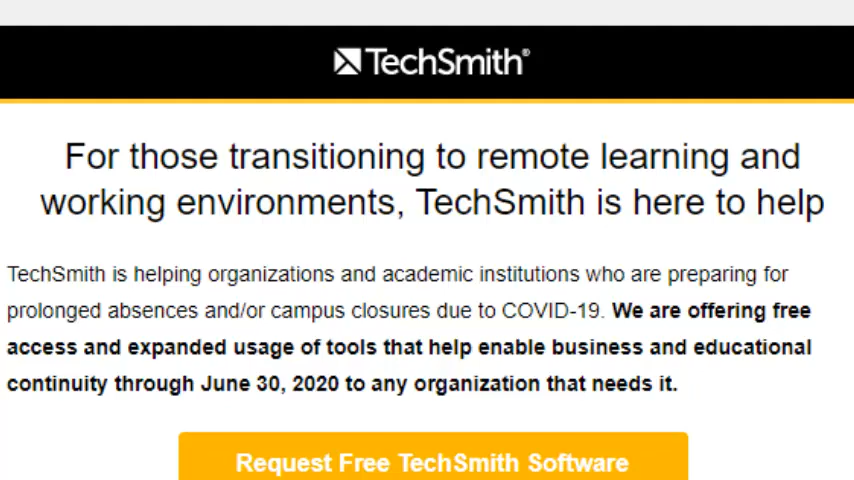 TechSmith®
For those transitioning to remote learning and
working environments, TechSmith is here to help
TechSmith is helping organizations and academic institutions who are preparing for
prolonged absences and/or campus closures due to COVID-19. We are offering free
access and expanded usage of tools that help enable business and educational
continuity through June 30, 2020 to any organization that needs it.
Request Free TechSmith Software